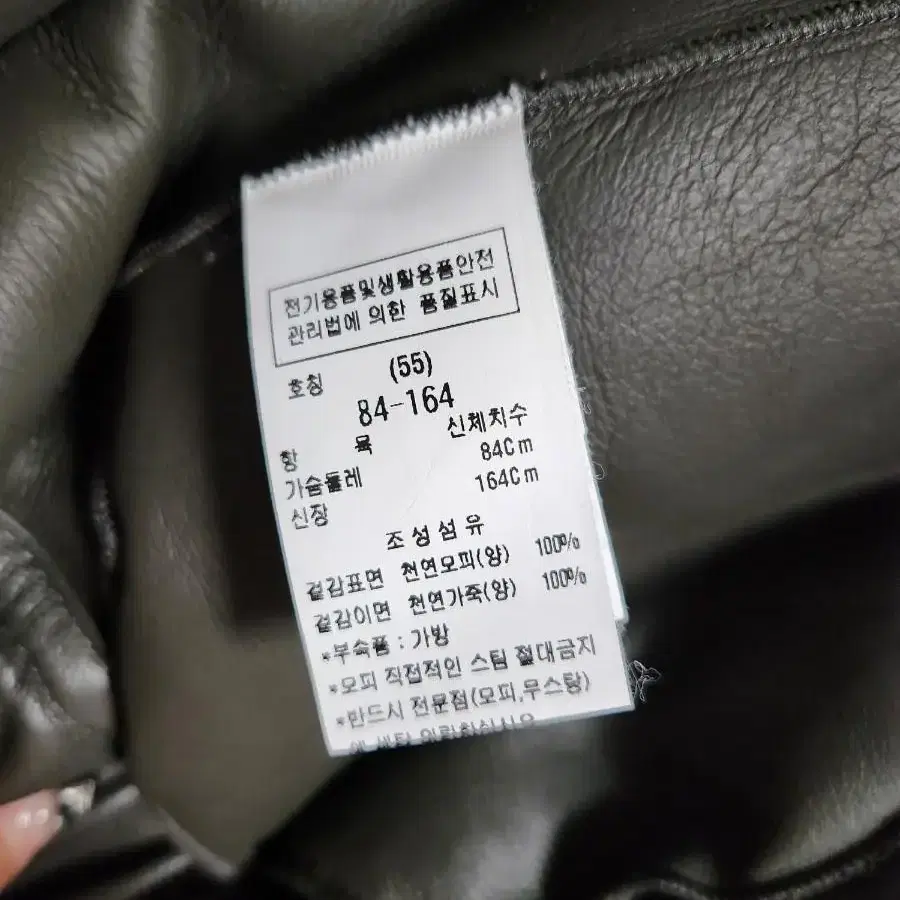 전기용품및생활용품안전
관리법에 의한 품질표시
호칭 (55)
84-164
항 목 신체치수
가슴둘레 84Cm
신장 164Cm
조성섬유
겉감표면 천연모피(양) 100%
겉감이면 천연가죽(양) 100%
*부속품 : 가방
*모피 직접적인 스팀 절대금지
*반드시 전문점(모피,무스탕)